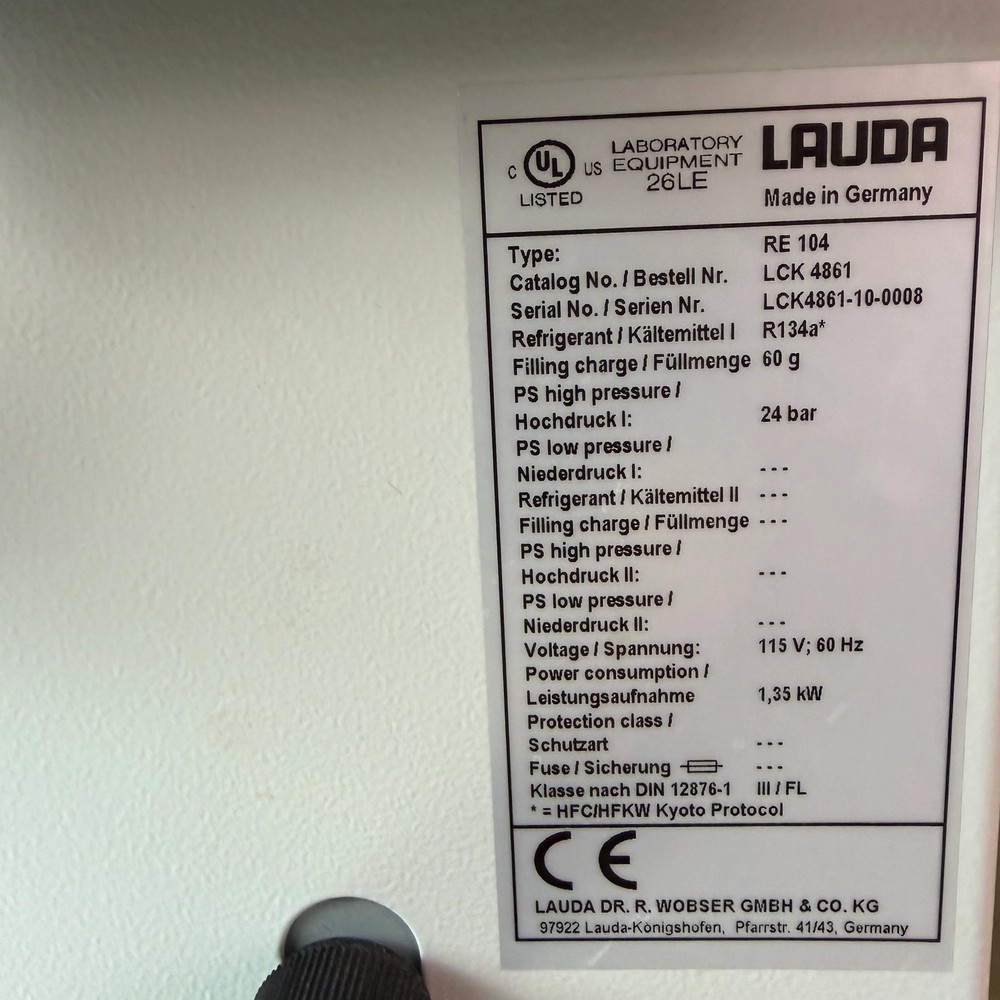 C UL US LABORATORY LAUDA
LISTED EQUIPMENT
26LE Made in Germany
Type: RE 104
Catalog No. / Bestell Nr. LCK 4861
Serial No. / Serien Nr. LCK4861-10-0008
Refrigerant / Kältemittel I R134a*
Filling charge / Füllmenge 60 g
PS high pressure /
Hochdruck I: 24 bar
PS low pressure /
Niederdruck I: ---
Refrigerant / Kältemittel II ---
Filling charge / Füllmenge ---
PS high pressure /
Hochdruck II: ---
PS low pressure /
Niederdruck II: ---
Voltage / Spannung: 115 V; 60 Hz
Power consumption /
Leistungsaufnahme 1,35 kW
Protection class /
Schutzart ---
Fuse / Sicherung ---
Klasse nach DIN 12876-1 III / FL
* = HFC/HFKW Kyoto Protocol
CE
LAUDA DR. R. WOBSER GMBH & CO. KG
97922 Lauda-Königshofen, Pfarrstr. 41/43, Germany